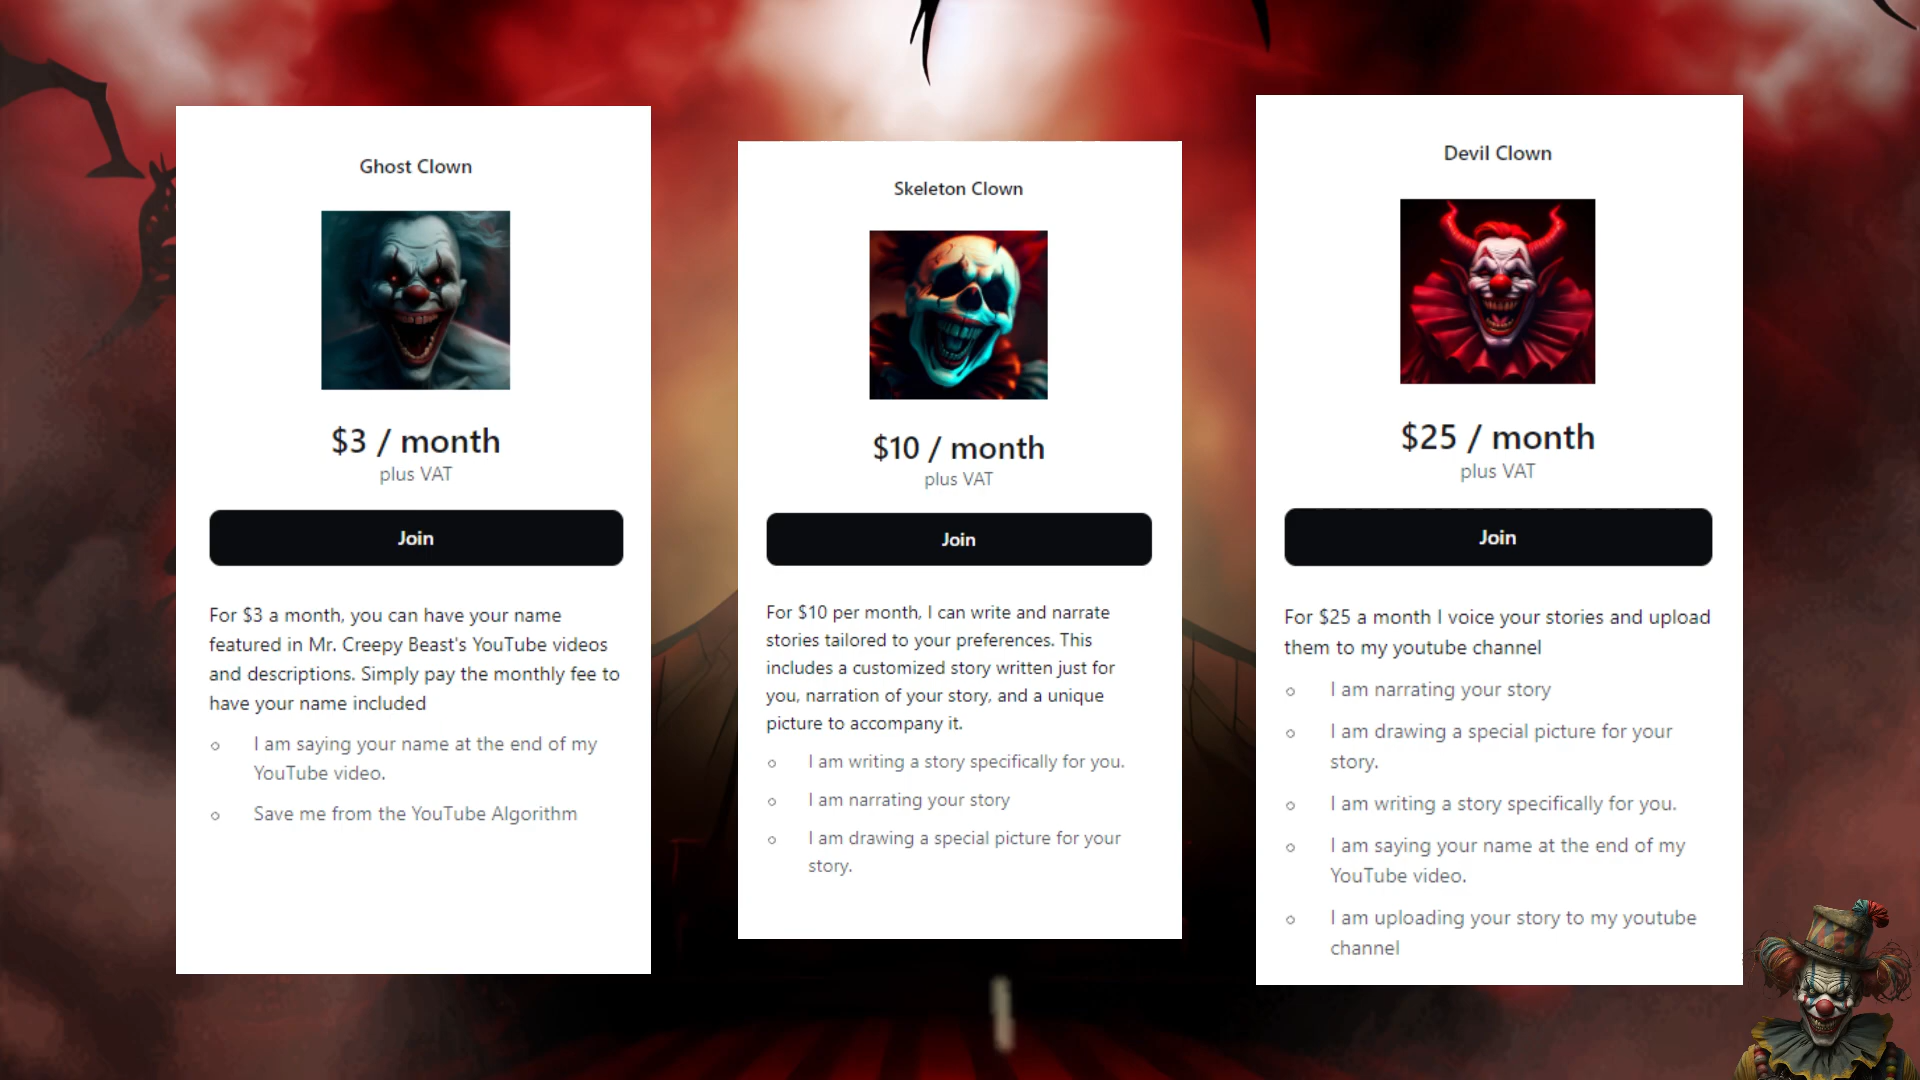 Ghost Clown
$3 / month
plus VAT
Join
For $3 a month, you can have your name
featured in Mr. Creepy Beast's YouTube videos
and descriptions. Simply pay the monthly fee to
have your name included
I am saying your name at the end of my
YouTube video.
Save me from the YouTube Algorithm
Skeleton Clown
$10 / month
plus VAT
Join
For $10 per month, I can write and narrate
stories tailored to your preferences. This
includes a customized story written just for
you, narration of your story, and a unique
picture to accompany it.
I am writing a story specifically for you.
I am narrating your story
I am drawing a special picture for your
story.
Devil Clown
$25 / month
plus VAT
Join
For $25 a month I voice your stories and upload
them to my youtube channel
I am narrating your story
I am drawing a special picture for your
story.
I am writing a story specifically for you.
I am saying your name at the end of my
YouTube video.
I am uploading your story to my youtube
channel